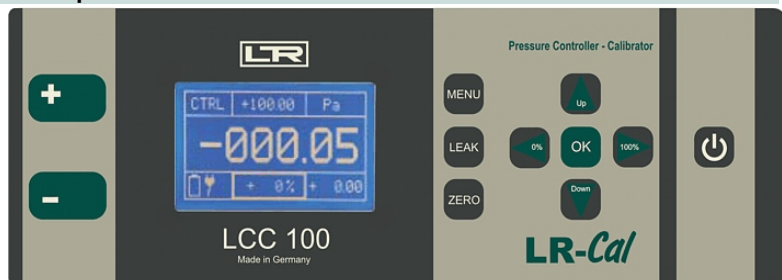 Pressure Controller - Calibrator
LR
+
CTRL +100.00 Pa
-000.05
+ 0% + 0.00
-
LCC 100
Made in Germany
MENU
LEAK
ZERO
Up
0% OK 100%
Down
LR-Cal